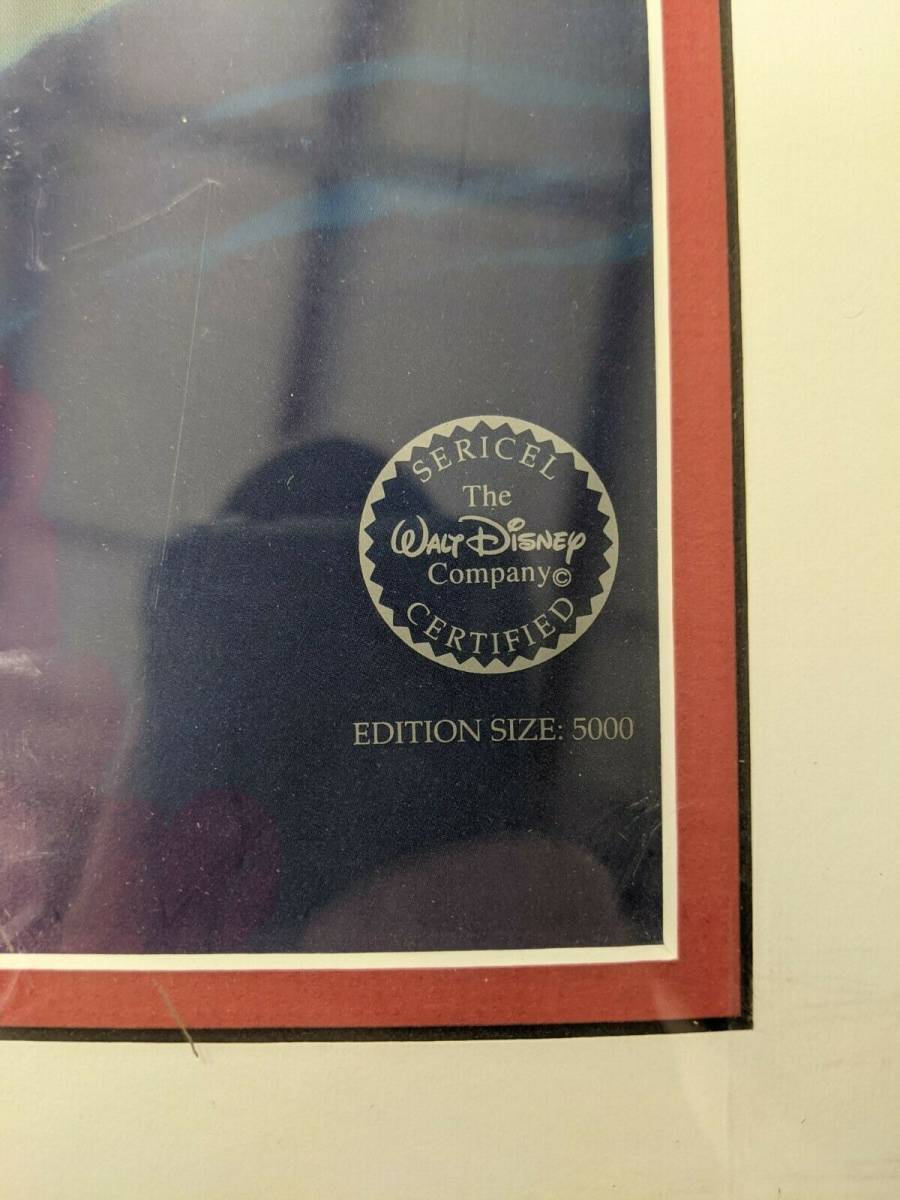 SERICEL
The
WALT DISNEY
Company©
CERTIFIED
EDITION SIZE: 5000